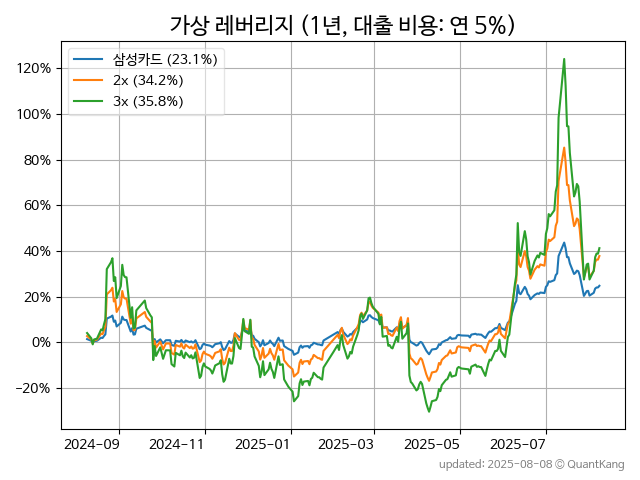 가상 레버리지 (1년, 대출 비용: 연 5%)
삼성카드 (23.1%)
2x (34.2%)
3x (35.8%)
120%
100%
80%
60%
40%
20%
0%
−20%
2024-09 2024-11 2025-01 2025-03 2025-05 2025-07
updated: 2025-08-08 © QuantKang